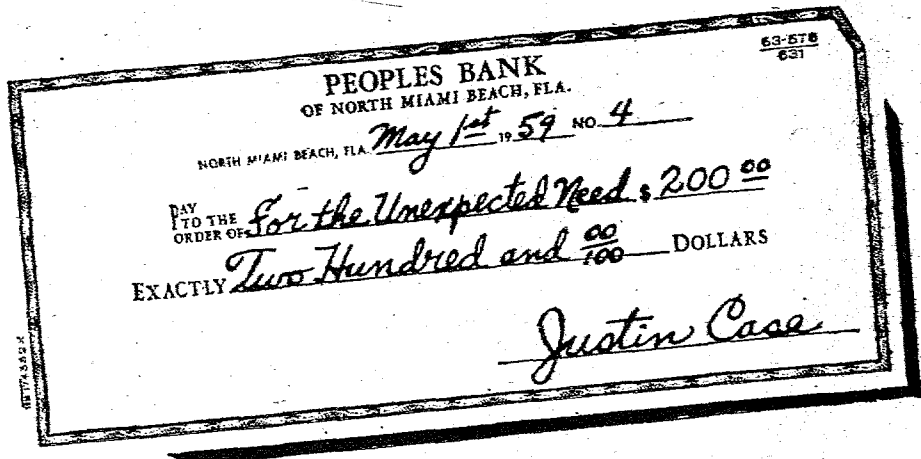 63-578
631
PEOPLES BANK
OF NORTH MIAMI BEACH, FLA.
NORTH MIAMI BEACH, FLA. May 1st 1959 NO. 4
PAY TO THE ORDER OF For the Unexpected Need $ 200 00
EXACTLY Two Hundred and 00/100 DOLLARS
Justin Case